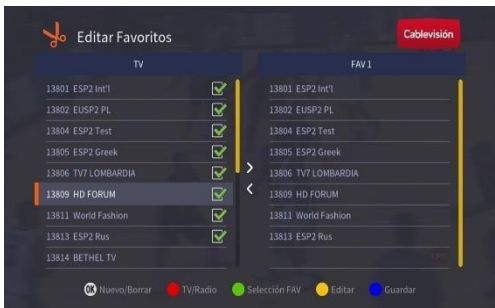 Editar Favoritos
Cablevisión
TV
13801 ESP2 Int'l
13802 EUSP2 PL
13804 ESP2 Test
13805 ESP2 Greek
13806 TV7 LOMBARDIA
13809 HD FORUM
13811 World Fashion
13813 ESP2 Rus
13814 BETHEL TV
FAV 1
13801 ESP2 Int'l
13802 EUSP2 PL
13804 ESP2 Test
13805 ESP2 Greek
13806 TV7 LOMBARDIA
13809 HD FORUM
13811 World Fashion
13813 ESP2 Rus
OK Nuevo/Borrar TV/Radio Selección FAV Editar Guardar